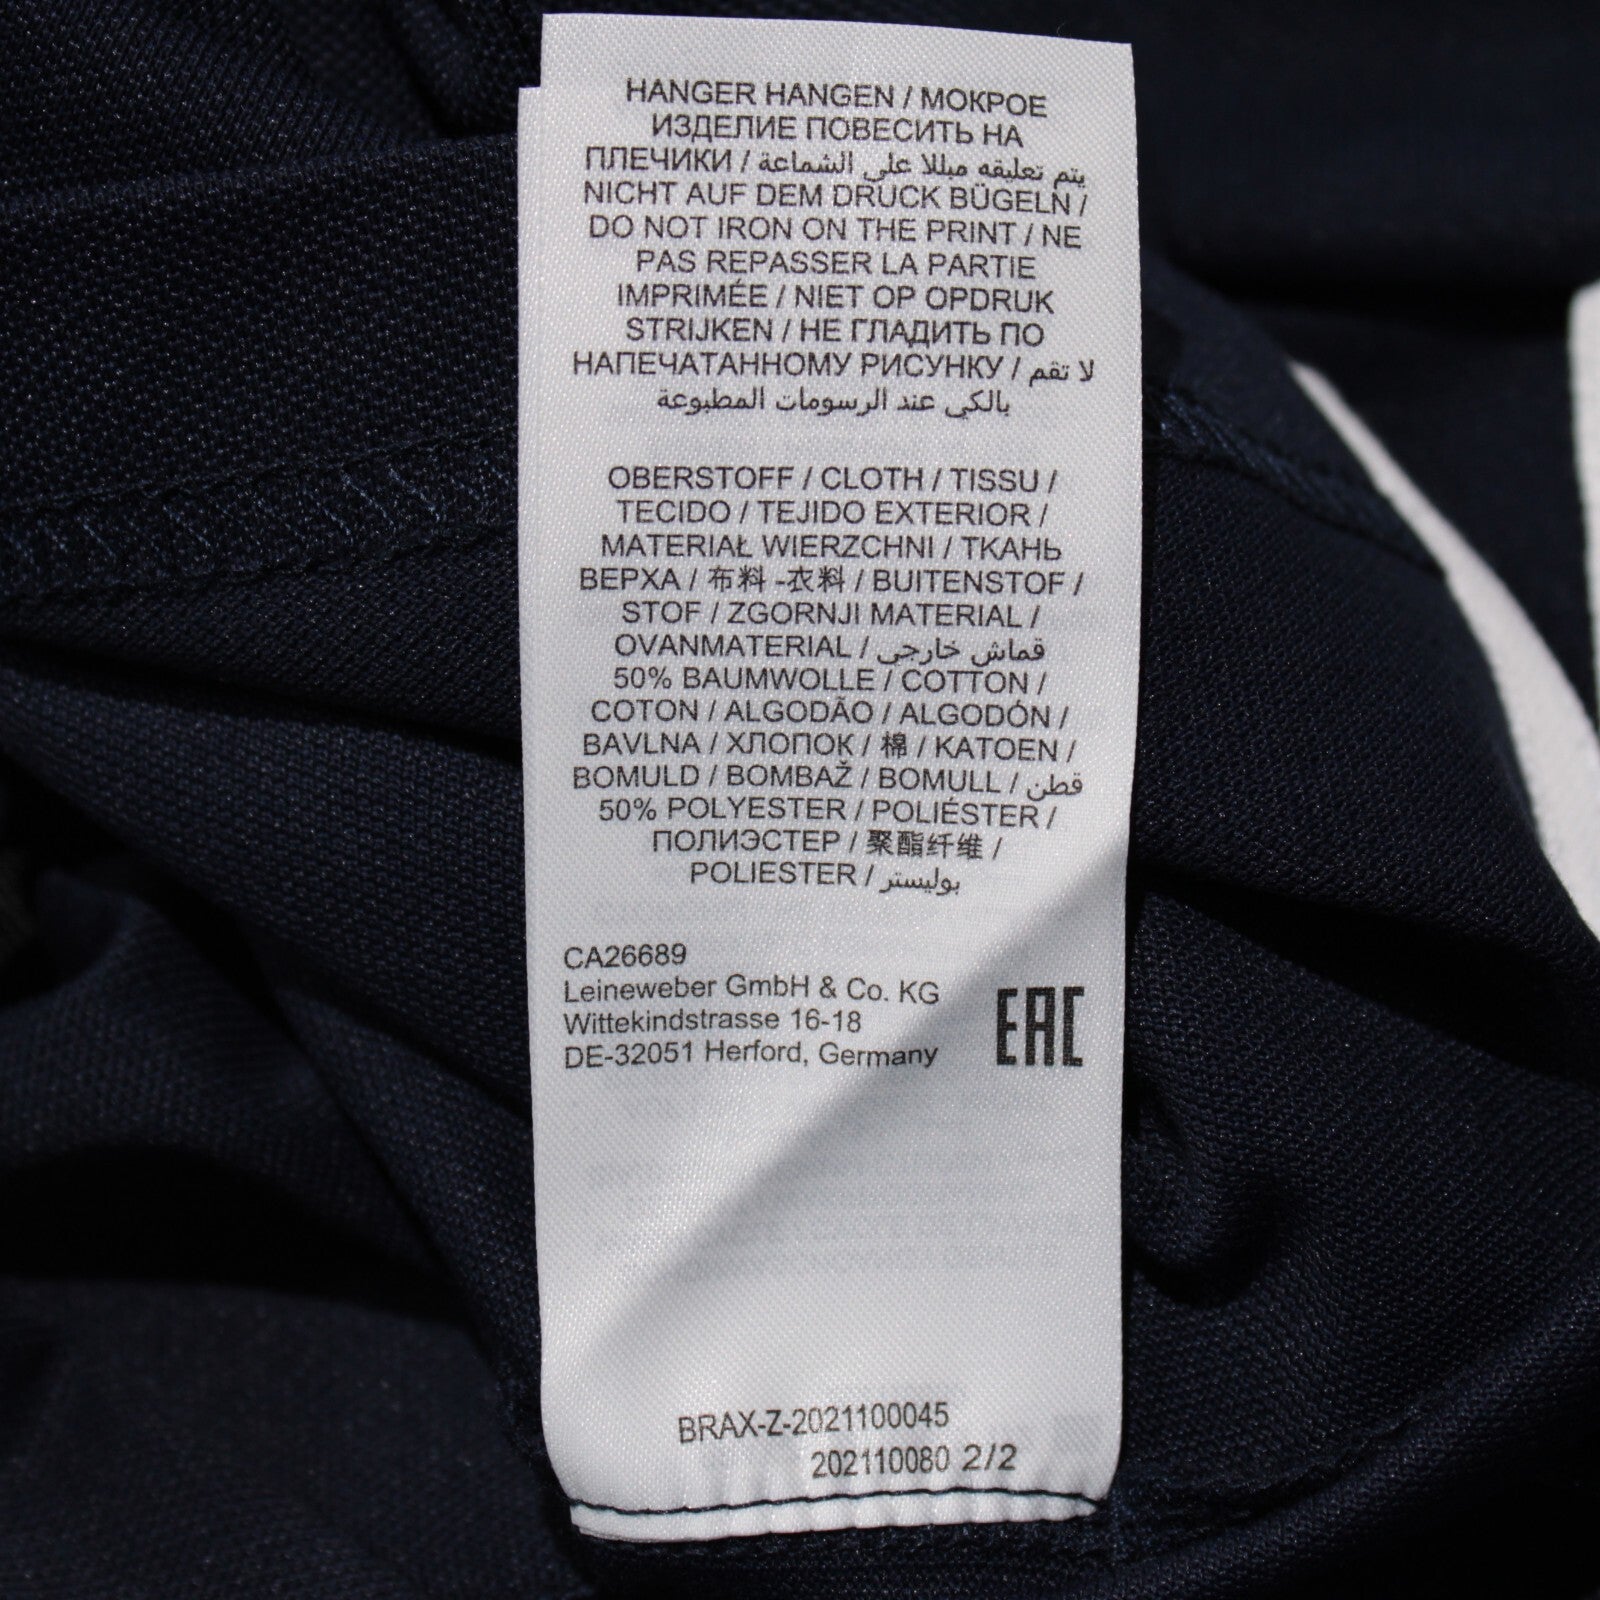 HANGER HANGEN / МОКРОЕ
ИЗДЕЛИЕ ПОВЕСИТЬ НА
ПЛЕЧИКИ / يتم تعليقه مبللا على الشماعة
NICHT AUF DEM DRUCK BÜGELN /
DO NOT IRON ON THE PRINT / NE
PAS REPASSER LA PARTIE
IMPRIMÉE / NIET OP OPDRUK
STRIJKEN / НЕ ГЛАДИТЬ ПО
НАПЕЧАТАННОМУ РИСУНКУ / لا تقم
بالكي عند الرسومات المطبوعة
OBERSTOFF / CLOTH / TISSU /
TECIDO / TEJIDO EXTERIOR /
MATERIAŁ WIERZCHNI / ТКАНЬ
ВЕРХА / 布料 -衣料 / BUITENSTOF /
STOF / ZGORNJI MATERIAL /
OVANMATERIAL / قماش خارجي
50% BAUMWOLLE / COTTON /
COTON / ALGODÃO / ALGODÓN /
BAVLNA / ХЛОПОК / 棉 / KATOEN /
BOMULD / BOMBAŽ / BOMULL / قطن
50% POLYESTER / POLIÉSTER /
ПОЛИЭСТЕР / 聚酯纤维 /
POLIESTER / بوليستر
CA26689
Leineweber GmbH & Co. KG
Wittekindstrasse 16-18
DE-32051 Herford, Germany
EAC
BRAX-Z-2021100045
202110080 2/2